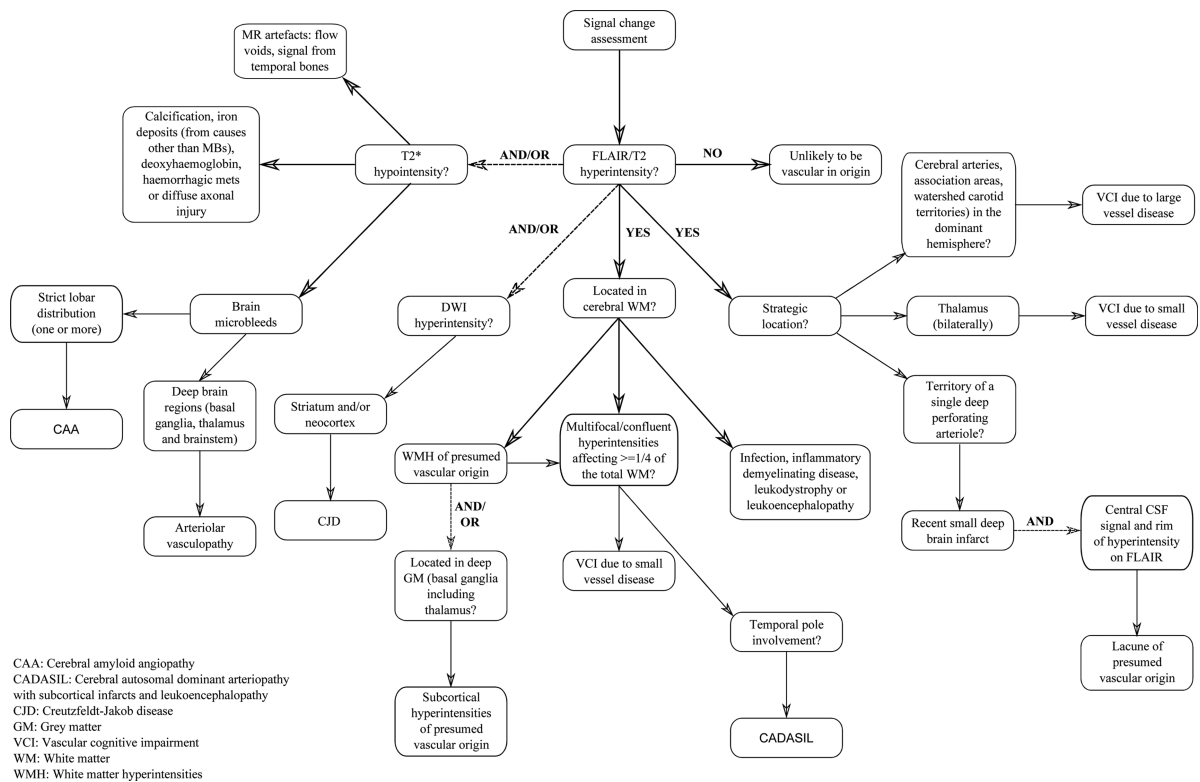 Signal change
assessment
MR artefacts: flow
voids, signal from
temporal bones
Calcification, iron
deposits (from causes
other than MBs),
deoxyhaemoglobin,
haemorrhagic mets
or diffuse axonal
injury
T2*
hypointensity?
AND/OR
FLAIR/T2
hyperintensity?
NO
Unlikely to be
vascular in origin
Cerebral arteries,
association areas,
watershed carotid
territories) in the
dominant
hemisphere?
VCI due to large
vessel disease
AND/OR
YES
YES
Strict lobar
distribution
(one or more)
Brain
microbleeds
DWI
hyperintensity?
Located in
cerebral WM?
Strategic
location?
Thalamus
(bilaterally)
VCI due to small
vessel disease
CAA
Deep brain
regions (basal
ganglia, thalamus
and brainstem)
Striatum and/or
neocortex
WMH of presumed
vascular origin
Multifocal/confluent
hyperintensities
affecting >=1/4 of
the total WM?
Infection, inflammatory
demyelinating disease,
leukodystrophy or
leukoencephalopathy
Territory of a
single deep
perforating
arteriole?
Arteriolar
vasculopathy
CJD
AND/
OR
Recent small deep
brain infarct
AND
Central CSF
signal and rim
of hyperintensity
on FLAIR
Located in deep
GM (basal ganglia
including
thalamus?
VCI due to small
vessel disease
Temporal pole
involvement?
Lacune of
presumed
vascular origin
Subcortical
hyperintensities
of presumed
vascular origin
CADASIL
CAA: Cerebral amyloid angiopathy
CADASIL: Cerebral autosomal dominant arteriopathy
with subcortical infarcts and leukoencephalopathy
CJD: Creutzfeldt-Jakob disease
GM: Grey matter
VCI: Vascular cognitive impairment
WM: White matter
WMH: White matter hyperintensities